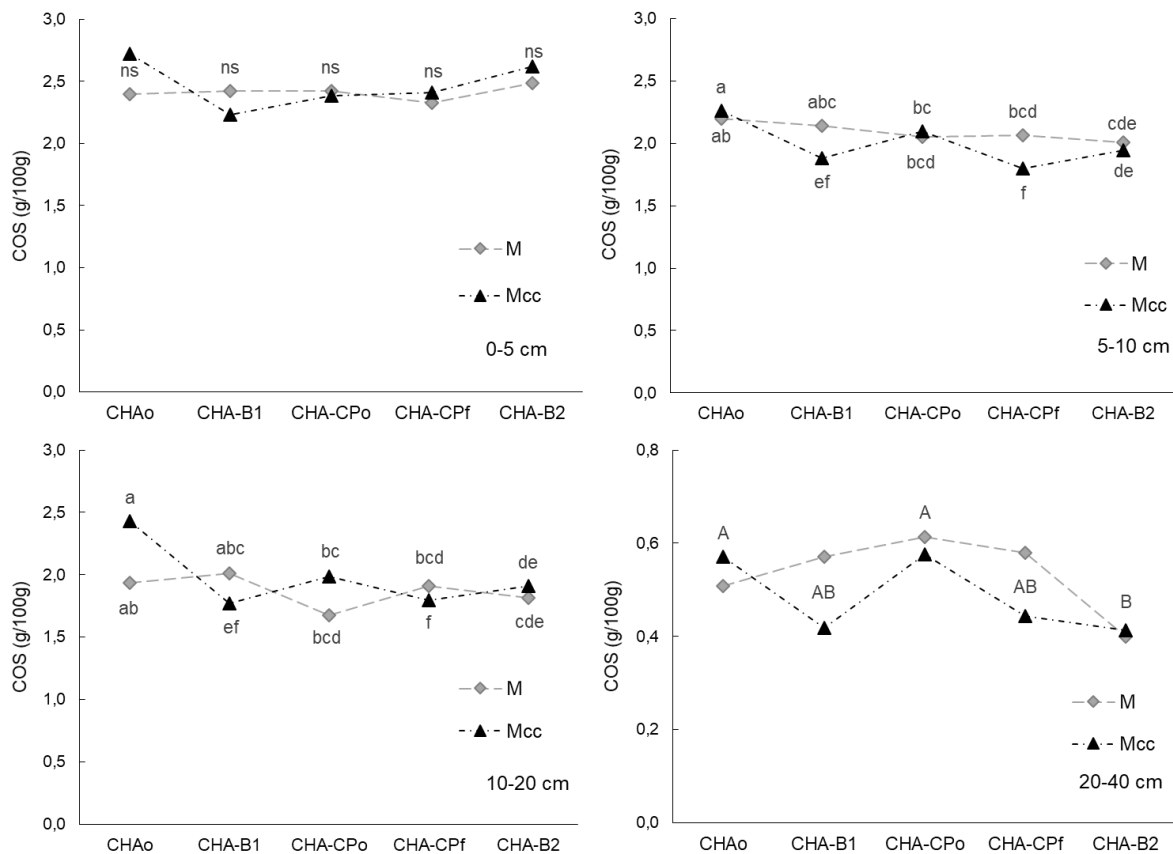 3,0
2,5
2,0
1,5
1,0
0,5
0,0
COS (g/100g)
ns ns ns ns ns
M
Mcc
0-5 cm
CHAo CHA-B1 CHA-CPo CHA-CPf CHA-B2
3,0
2,5
2,0
1,5
1,0
0,5
0,0
COS (g/100g)
a abc bc bcd cde
ab ef bcd f de
M
Mcc
5-10 cm
CHAo CHA-B1 CHA-CPo CHA-CPf CHA-B2
3,0
2,5
2,0
1,5
1,0
0,5
0,0
COS (g/100g)
a abc bc bcd de
ab ef bcd f cde
M
Mcc
10-20 cm
CHAo CHA-B1 CHA-CPo CHA-CPf CHA-B2
0,8
0,6
0,4
0,2
0,0
COS (g/100g)
A AB A AB B
M
Mcc
20-40 cm
CHAo CHA-B1 CHA-CPo CHA-CPf CHA-B2